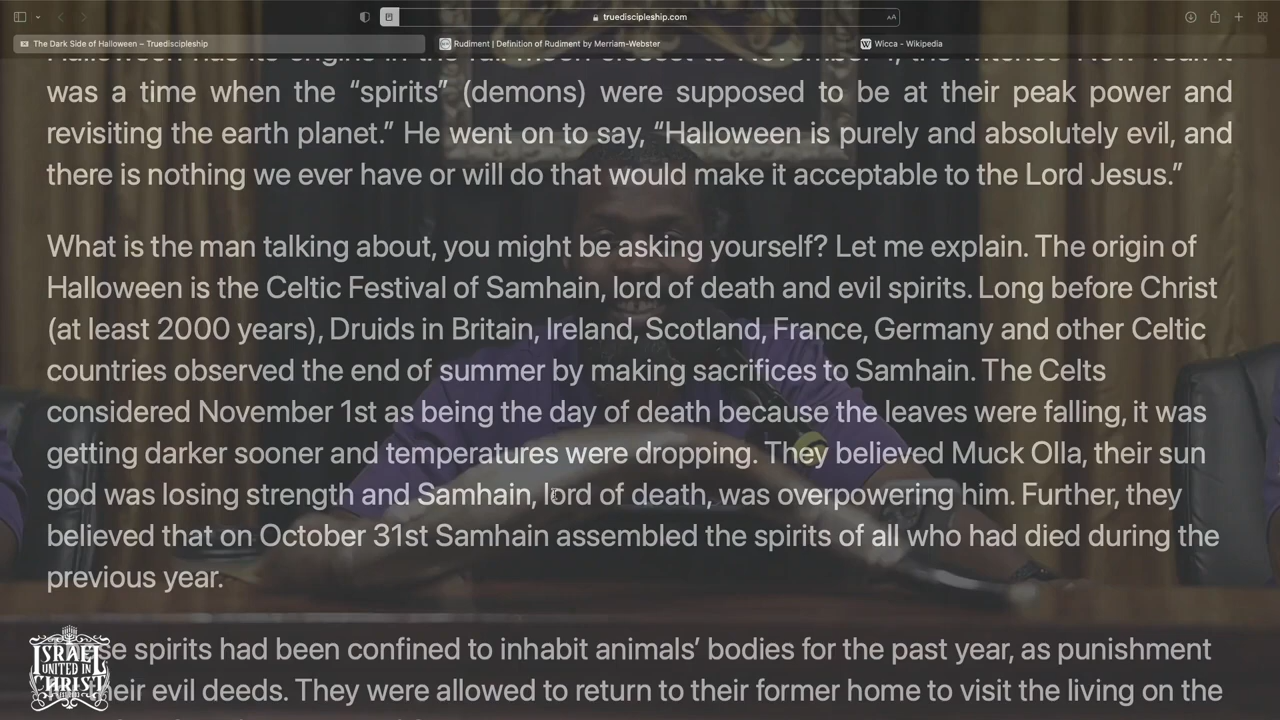 truediscipleship.com
The Dark Side of Halloween – Truediscipleship
Rudiment | Definition of Rudiment by Merriam-Webster
Wicca - Wikipedia
was a time when the “spirits” (demons) were supposed to be at their peak power and
revisiting the earth planet.” He went on to say, “Halloween is purely and absolutely evil, and
there is nothing we ever have or will do that would make it acceptable to the Lord Jesus.”
What is the man talking about, you might be asking yourself? Let me explain. The origin of
Halloween is the Celtic Festival of Samhain, lord of death and evil spirits. Long before Christ
(at least 2000 years), Druids in Britain, Ireland, Scotland, France, Germany and other Celtic
countries observed the end of summer by making sacrifices to Samhain. The Celts
considered November 1st as being the day of death because the leaves were falling, it was
getting darker sooner and temperatures were dropping. They believed Muck Olla, their sun
god was losing strength and Samhain, lord of death, was overpowering him. Further, they
believed that on October 31st Samhain assembled the spirits of all who had died during the
previous year.
spirits had been confined to inhabit animals’ bodies for the past year, as punishment
evil deeds. They were allowed to return to their former home to visit the living on the
ISRAEL
UNITED IN
CHRIST